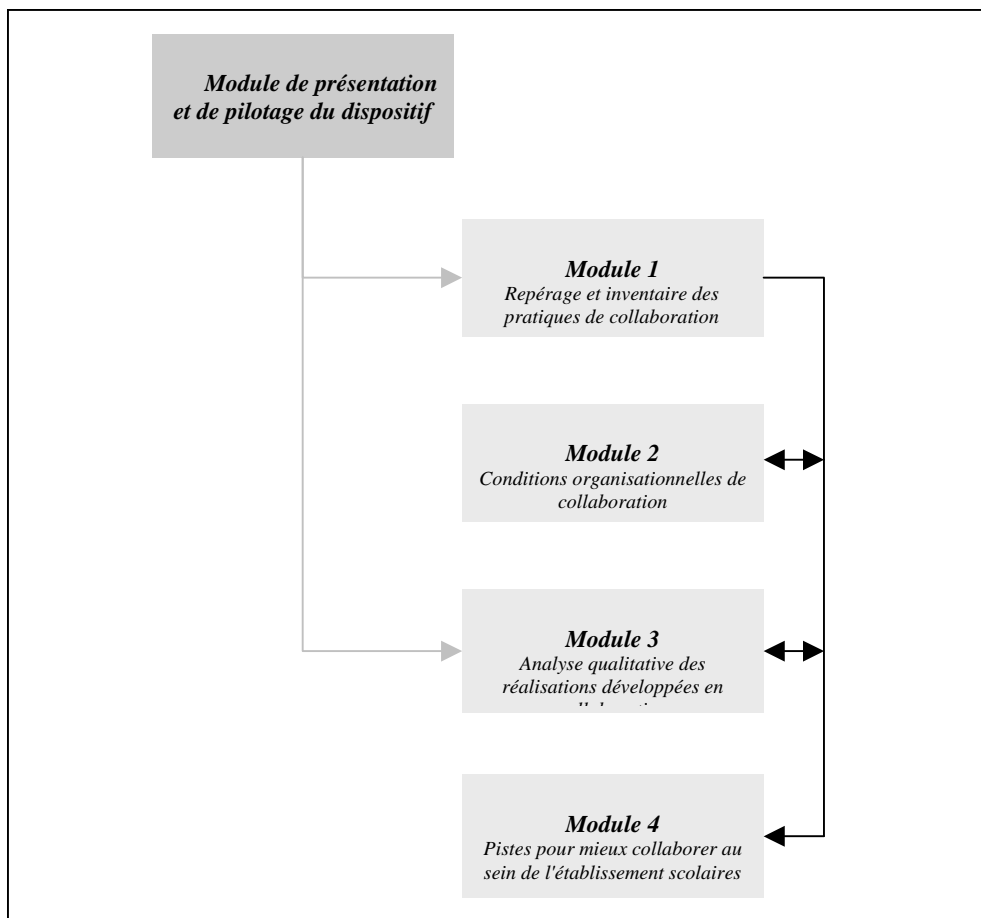 Module de présentation
et de pilotage du dispositif
Module 1
Repérage et inventaire des
pratiques de collaboration
Module 2
Conditions organisationnelles de
collaboration
Module 3
Analyse qualitative des
réalisations développées en
Module 4
Pistes pour mieux collaborer au
sein de l'établissement scolaires